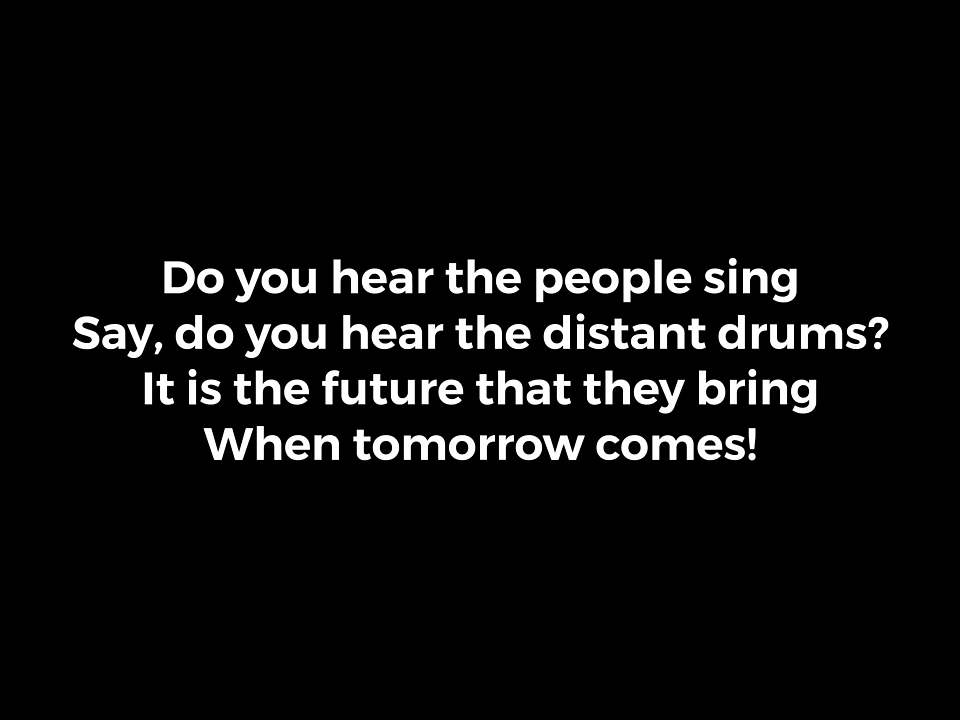 Do you hear the people sing
Say, do you hear the distant drums?
It is the future that they bring
When tomorrow comes!